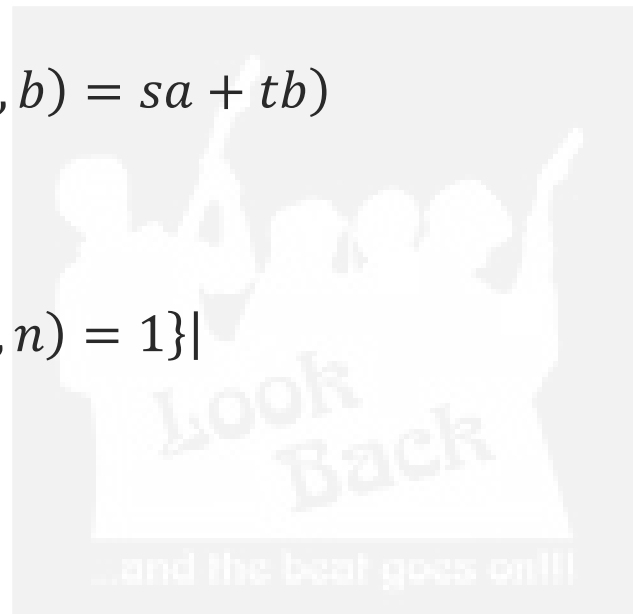 , b) = sa + tb)
, n) = 1}|
Look
Back
...and the beat goes on!!!